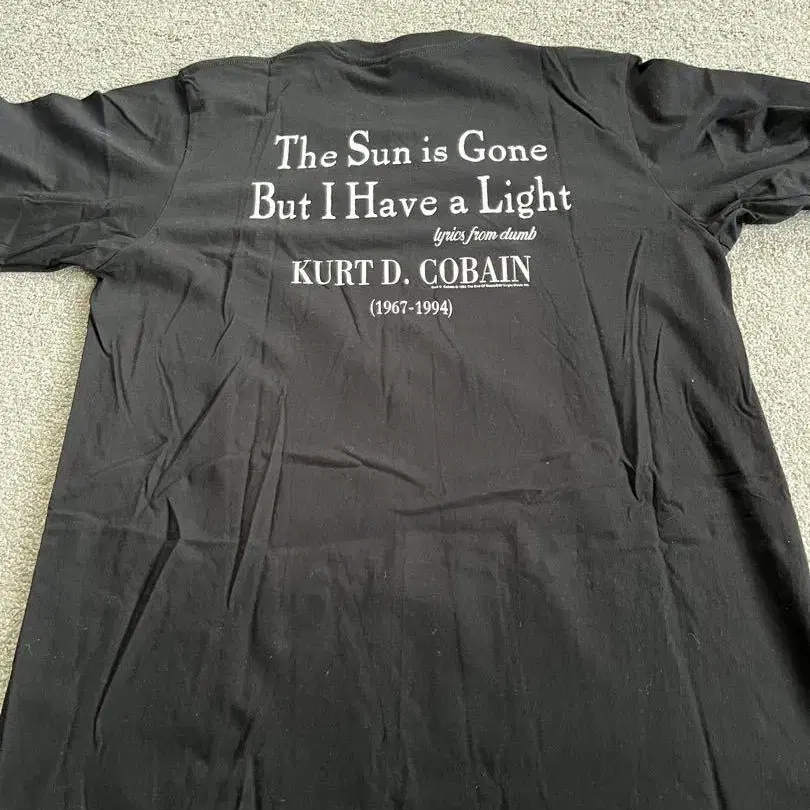 The Sun is Gone
But I Have a Light
lyrics from dumb
KURT D. COBAIN
(1967-1994)